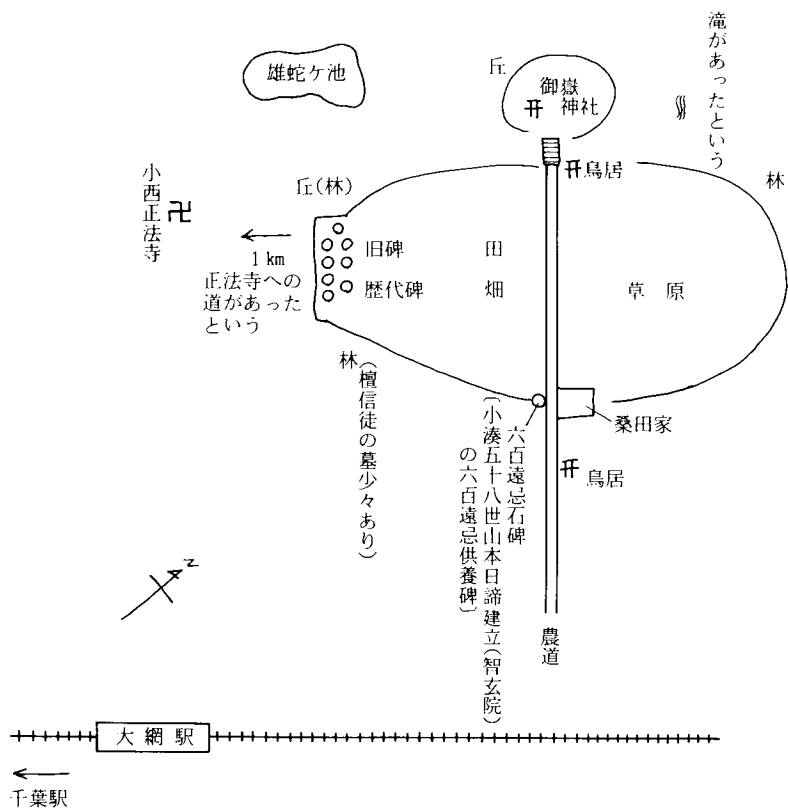 雄蛇ケ池
丘
御嶽
神社
滝があったという
小西正法寺
丘(林)
鳥居
林
1 km
正法寺への
道があった
という
旧碑
歴代碑
田
畑
草原
林
(檀信徒の墓少々あり)
桑田家
六百遠忌石碑
〔小湊五十八世山本日諦建立(智玄院)
の六百遠忌供養碑〕
鳥居
N
農道
大網駅
千葉駅